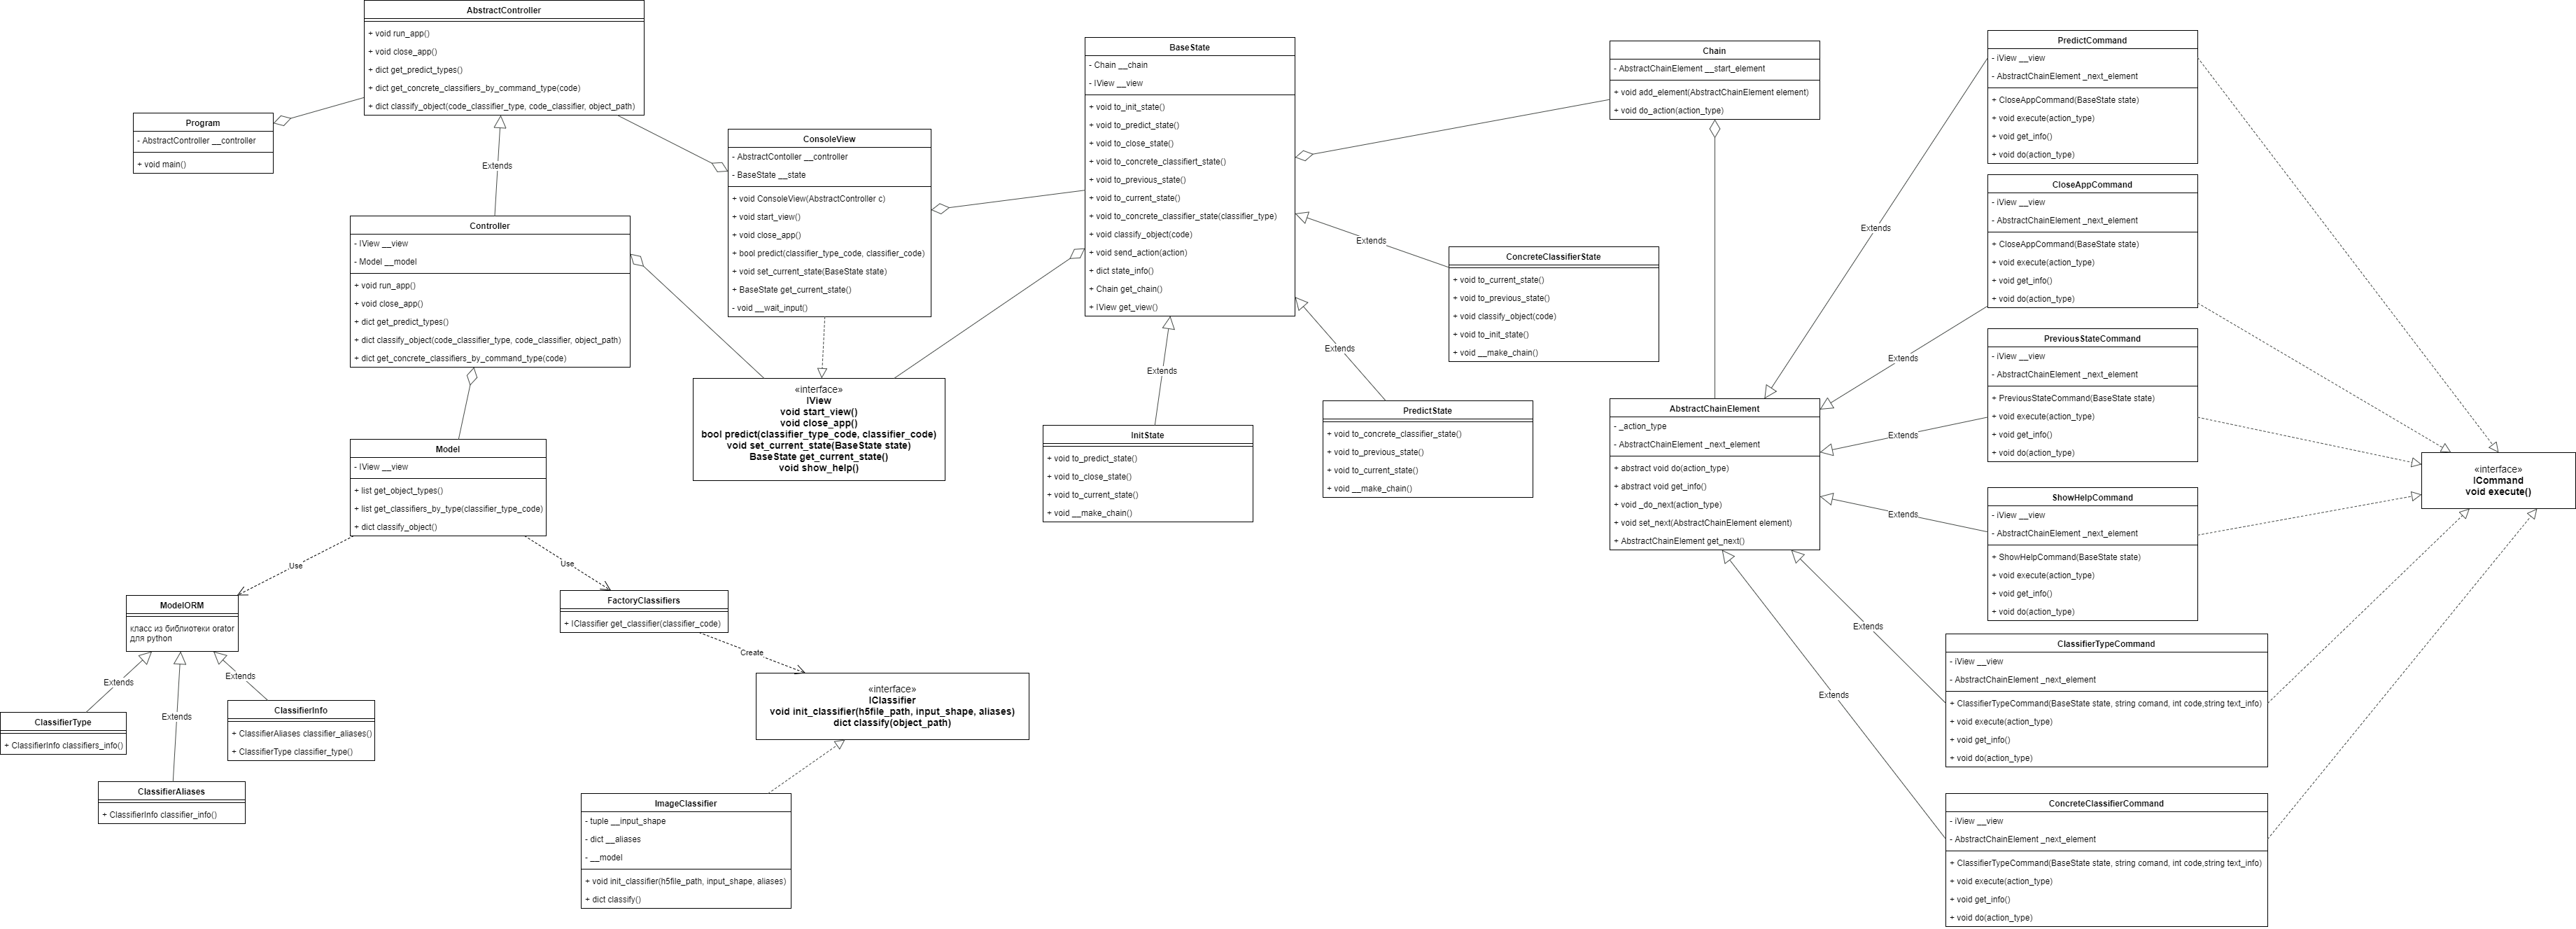 AbstractController
+ void run_app()
+ void close_app()
+ dict get_predict_types()
+ dict get_concrete_classifiers_by_command_type(code)
+ dict classify_object(code_classifier_type, code_classifier, object_path)
Program
- AbstractController __controller
+ void main()
Extends
Controller
- IView __view
- Model __model
+ void run_app()
+ void close_app()
+ dict get_predict_types()
+ dict classify_object(code_classifier_type, code_classifier, object_path)
+ dict get_concrete_classifiers_by_command_type(code)
Model
- IView __view
+ list get_object_types()
+ list get_classifiers_by_type(classifier_type_code)
+ dict classify_object()
Use
Use
ModelORM
класс из библиотеки orator
для python
Extends
Extends
Extends
ClassifierType
+ ClassifierInfo classifiers_info()
ClassifierInfo
+ ClassifierAliases classifier_aliases()
+ ClassifierType classifier_type()
ClassifierAliases
+ ClassifierInfo classifier_info()
FactoryClassifiers
+ IClassifier get_classifier(classifier_code)
Create
«interface»
IClassifier
void init_classifier(h5file_path, input_shape, aliases)
dict classify(object_path)
ImageClassifier
- tuple __input_shape
- dict __aliases
- __model
+ void init_classifier(h5file_path, input_shape, aliases)
+ dict classify()
ConsoleView
- AbstractContoller __controller
- BaseState __state
+ void ConsoleView(AbstractController c)
+ void start_view()
+ void close_app()
+ bool predict(classifier_type_code, classifier_code)
+ void set_current_state(BaseState state)
+ BaseState get_current_state()
- void __wait_input()
«interface»
IView
void start_view()
void close_app()
bool predict(classifier_type_code, classifier_code)
void set_current_state(BaseState state)
BaseState get_current_state()
void show_help()
BaseState
- Chain __chain
- IView __view
+ void to_init_state()
+ void to_predict_state()
+ void to_close_state()
+ void to_concrete_classifiert_state()
+ void to_previous_state()
+ void to_current_state()
+ void to_concrete_classifier_state(classifier_type)
+ void classify_object(code)
+ void send_action(action)
+ dict state_info()
+ Chain get_chain()
+ IView get_view()
Extends
Extends
Extends
ConcreteClassifierState
+ void to_current_state()
+ void to_previous_state()
+ void classify_object(code)
+ void to_init_state()
+ void __make_chain()
PredictState
+ void to_concrete_classifier_state()
+ void to_previous_state()
+ void to_current_state()
+ void __make_chain()
InitState
+ void to_predict_state()
+ void to_close_state()
+ void to_current_state()
+ void __make_chain()
Chain
- AbstractChainElement __start_element
+ void add_element(AbstractChainElement element)
+ void do_action(action_type)
AbstractChainElement
- _action_type
- AbstractChainElement _next_element
+ abstract void do(action_type)
+ abstract void get_info()
+ void _do_next(action_type)
+ void set_next(AbstractChainElement element)
+ AbstractChainElement get_next()
Extends
Extends
Extends
Extends
Extends
Extends
PredictCommand
- iView __view
- AbstractChainElement _next_element
+ CloseAppCommand(BaseState state)
+ void execute(action_type)
+ void get_info()
+ void do(action_type)
CloseAppCommand
- iView __view
- AbstractChainElement _next_element
+ CloseAppCommand(BaseState state)
+ void execute(action_type)
+ void get_info()
+ void do(action_type)
PreviousStateCommand
- iView __view
- AbstractChainElement _next_element
+ PreviousStateCommand(BaseState state)
+ void execute(action_type)
+ void get_info()
+ void do(action_type)
ShowHelpCommand
- iView __view
- AbstractChainElement _next_element
+ ShowHelpCommand(BaseState state)
+ void execute(action_type)
+ void get_info()
+ void do(action_type)
ClassifierTypeCommand
- iView __view
- AbstractChainElement _next_element
+ ClassifierTypeCommand(BaseState state, string comand, int code,string text_info)
+ void execute(action_type)
+ void get_info()
+ void do(action_type)
ConcreteClassifierCommand
- iView __view
- AbstractChainElement _next_element
+ ClassifierTypeCommand(BaseState state, string comand, int code,string text_info)
+ void execute(action_type)
+ void get_info()
+ void do(action_type)
«interface»
ICommand
void execute()